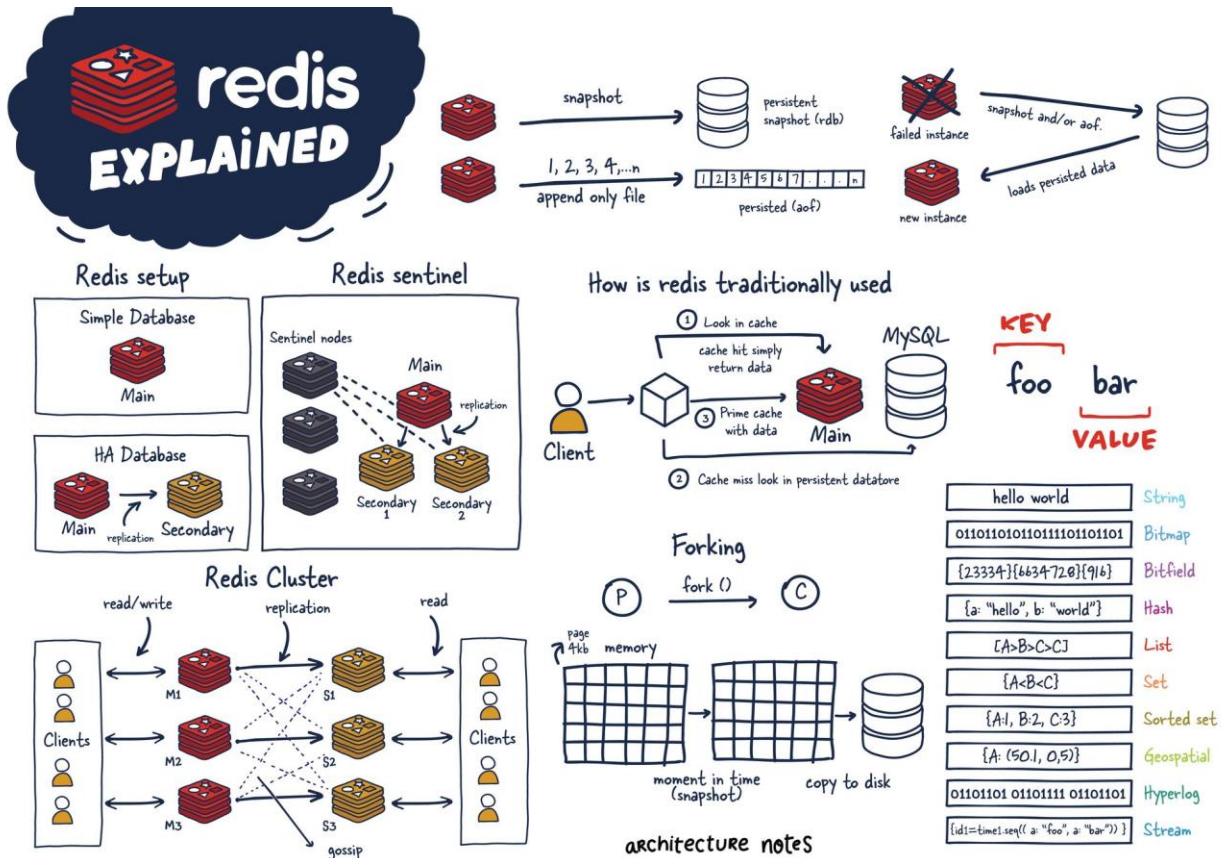 redis
EXPLAINED
snapshot
persistent
snapshot (rdb)
1, 2, 3, 4,...n
append only file
1 2 3 4 5 6 7 . . . n
persisted (aof)
failed instance
snapshot and/or aof.
loads persisted data
new instance
Redis setup
Simple Database
Main
HA Database
Main
replication
Secondary
Redis sentinel
Sentinel nodes
Main
replication
Secondary
1
Secondary
2
How is redis traditionally used
1 Look in cache
cache hit simply
return data
3 Prime cache
with data
Client
Main
MySQL
2 Cache miss look in persistent datatore
KEY
foo
bar
VALUE
Redis Cluster
read/write
replication
read
Clients
M1
M2
M3
S1
S2
S3
Clients
gossip
Forking
P
fork ()
C
page
4kb
memory
moment in time
(snapshot)
copy to disk
hello world String
011011010110111101101101 Bitmap
{23334}{6634728}{916} Bitfield
{a: "hello", b: "world"} Hash
[A>B>C>C] List
{A<B<C} Set
{A:1, B:2, C:3} Sorted set
{A: (50.1, 0,5)} Geospatial
01101101 01101111 01101101 Hyperlog
{id1=time1.seq(( a: "foo", a: "bar")) } Stream
architecture notes